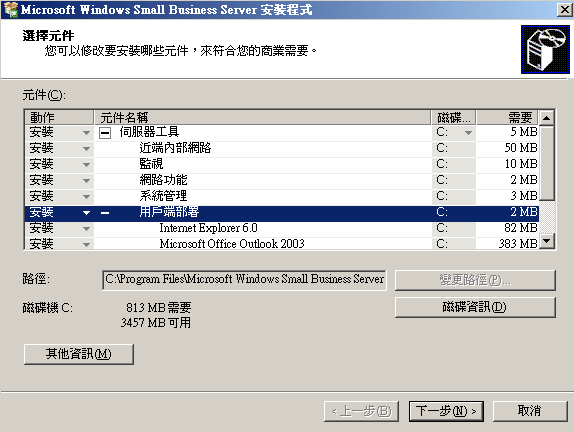 Microsoft Windows Small Business Server 安裝程式
選擇元件
您可以修改要安裝哪些元件，來符合您的商業需要。
元件(C):
動作 元件名稱 磁碟... 需要
安裝 伺服器工具 C: 5 MB
安裝 近端內部網路 C: 50 MB
安裝 監視 C: 10 MB
安裝 網路功能 C: 2 MB
安裝 系統管理 C: 3 MB
安裝 用戶端部署 C: 2 MB
安裝 Internet Explorer 6.0 C: 82 MB
安裝 Microsoft Office Outlook 2003 C: 383 MB
路徑: C:\Program Files\Microsoft Windows Small Business Server 變更路徑(P)...
磁碟機 C: 813 MB 需要 磁碟資訊(D)
3457 MB 可用
其他資訊(M)
< 上一步(B) 下一步(N) > 取消